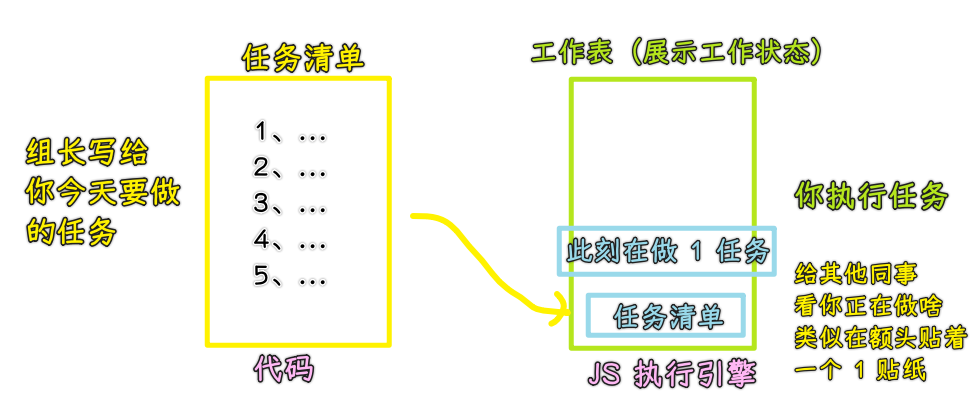 任务清单
组长写给
你今天要做
的任务
1、...
2、...
3、...
4、...
5、...
代码
工作表（展示工作状态）
此刻在做 1 任务
任务清单
JS 执行引擎
你执行任务
给其他同事
看你正在做啥
类似在额头贴着
一个 1 贴纸